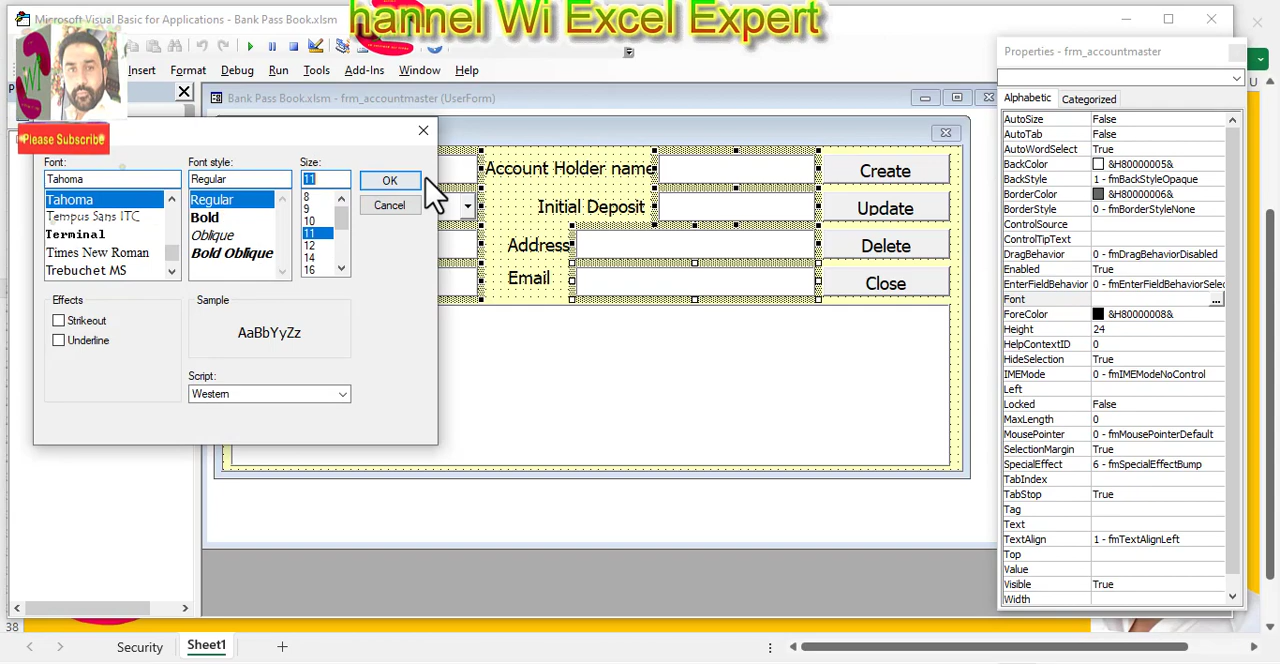 Microsoft Visual Basic for Applications - Bank Pass Book.xlsm
hannel Wi Excel Expert
Insert Format Debug Run Tools Add-Ins Window Help
Please Subscribe
Bank Pass Book.xlsm - frm_accountmaster (UserForm)
Font:
Font style:
Size:
Tahoma
Regular
11
OK
Cancel
Tahoma
Tempus Sans ITC
Terminal
Times New Roman
Trebuchet MS
Regular
Bold
Oblique
Bold Oblique
8
9
10
11
12
14
16
Effects
Strikeout
Underline
Sample
AaBbYyZz
Script:
Western
Account Holder name
Initial Deposit
Address
Email
Create
Update
Delete
Close
Properties - frm_accountmaster
Alphabetic Categorized
AutoSize False
AutoTab False
AutoWordSelect True
BackColor &H80000005&
BackStyle 1 - fmBackStyleOpaque
BorderColor &H80000006&
BorderStyle 0 - fmBorderStyleNone
ControlSource
ControlTipText
DragBehavior 0 - fmDragBehaviorDisabled
Enabled True
EnterFieldBehavior 0 - fmEnterFieldBehaviorSelec
Font ...
ForeColor &H80000008&
Height 24
HelpContextID 0
HideSelection True
IMEMode 0 - fmIMEModeNoControl
Left
Locked False
MaxLength 0
MousePointer 0 - fmMousePointerDefault
SelectionMargin True
SpecialEffect 6 - fmSpecialEffectBump
TabIndex
TabStop True
Tag
Text
TextAlign 1 - fmTextAlignLeft
Top
Value
Visible True
Width
U
38
Security Sheet1